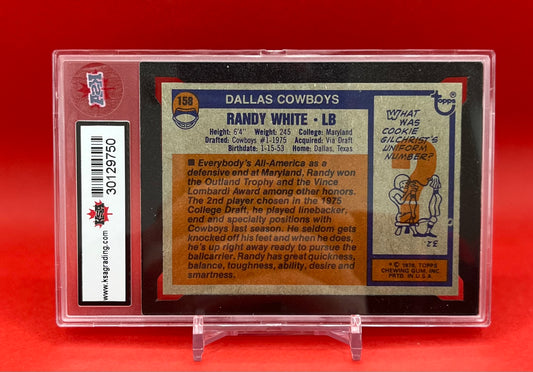 KSA
www.ksagrading.com
30129750
158
DALLAS COWBOYS
RANDY WHITE • LB
Height: 6'4" Weight: 245 College: Maryland
Drafted: Cowboys #1-1975 Acquired: Via Draft
Birthdate: 1-15-53 Home: Dallas, Texas
Everybody's All-America as a
defensive end at Maryland, Randy won
the Outland Trophy and the Vince
Lombardi Award among other honors.
The 2nd player chosen in the 1975
College Draft, he played linebacker,
end and specialty positions with
Cowboys last season. He seldom gets
knocked off his feet and when he does,
he's up right away ready to pursue the
ballcarrier. Randy has great quickness,
balance, toughness, ability, desire and
smartness.
topps
WHAT
WAS
COOKIE
GILCHRIST'S
UNIFORM
NUMBER?
32
© 1976, TOPPS
CHEWING GUM, INC.
PRTD. IN U.S.A.